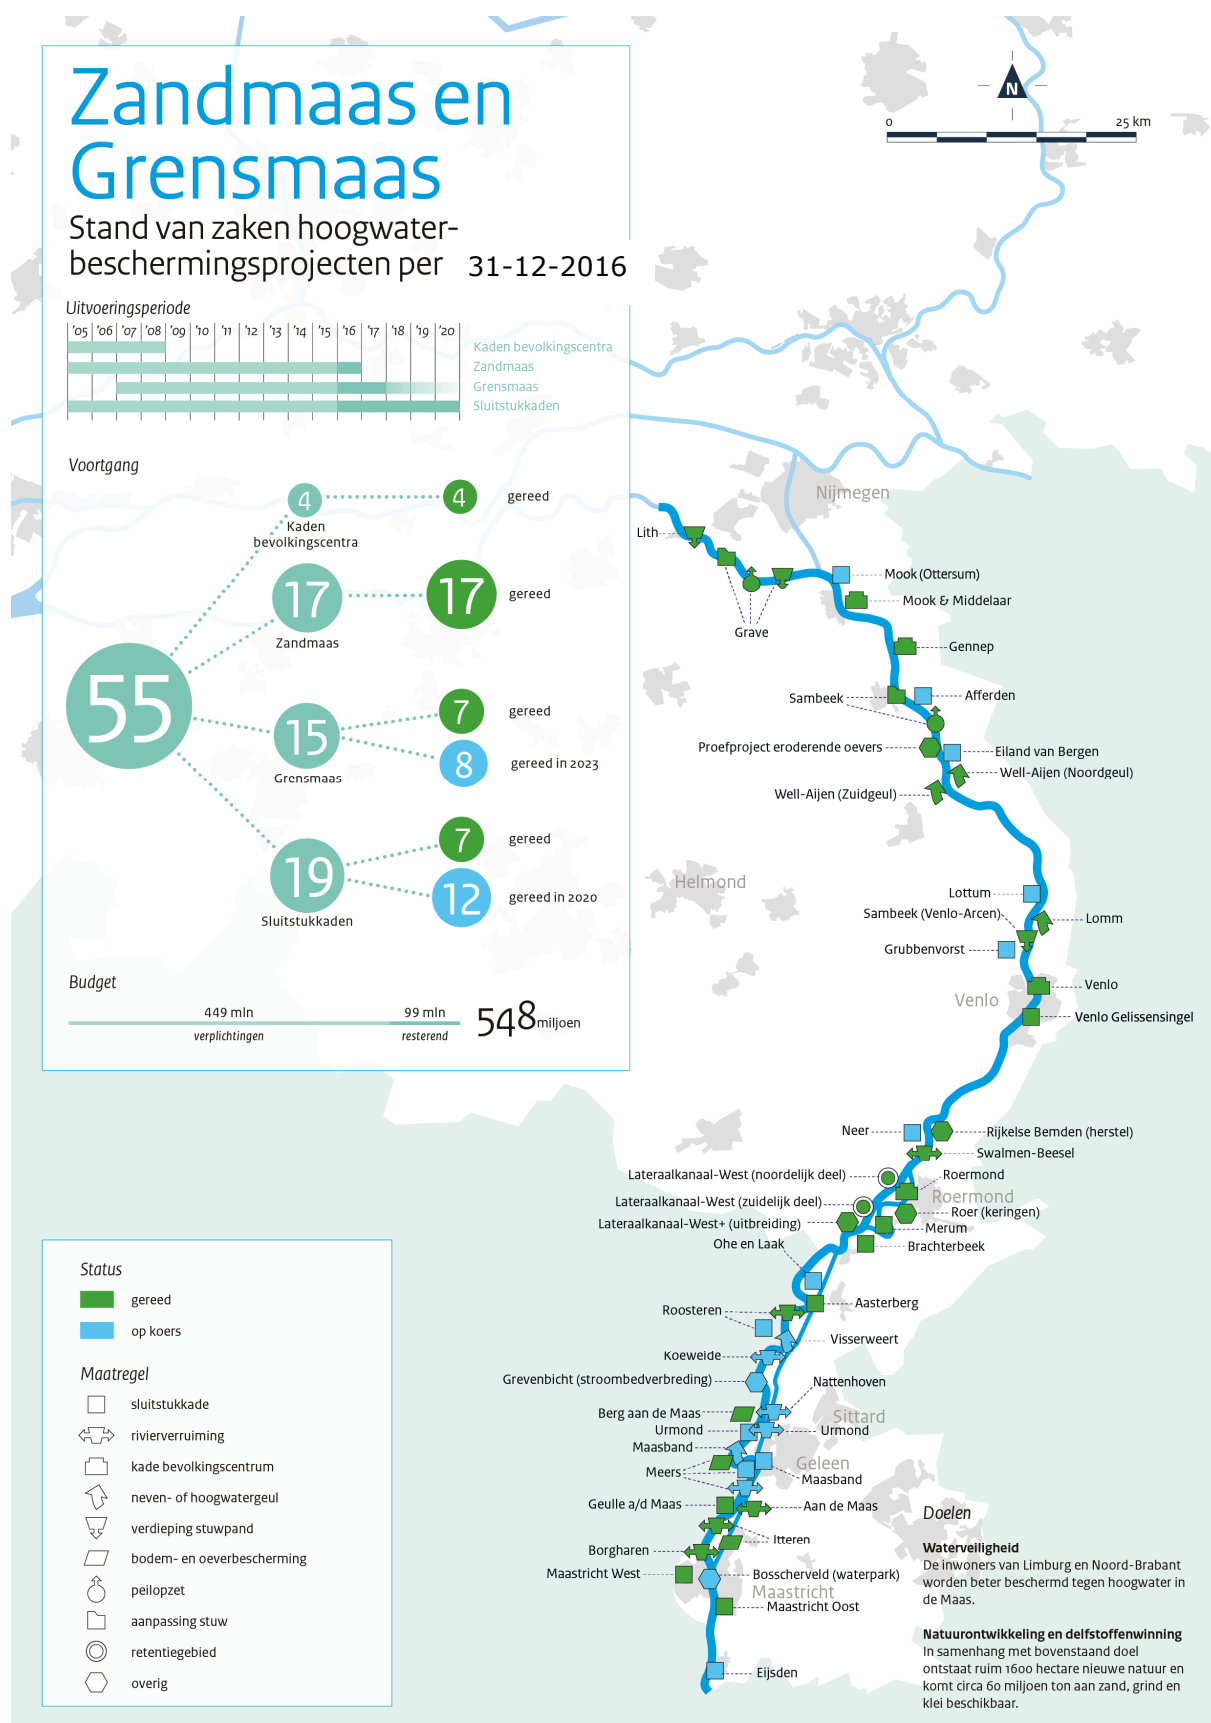 Zandmaas en
Grensmaas
Stand van zaken hoogwater-
beschermingsprojecten per 31-12-2016
Uitvoeringsperiode
'05 '06 '07 '08 '09 '10 '11 '12 '13 '14 '15 '16 '17 '18 '19 '20
Kaden bevolkingscentra
Zandmaas
Grensmaas
Sluitstukkaden
Voortgang
55
4
Kaden
bevolkingscentra
4
gereed
17
Zandmaas
17
gereed
15
Grensmaas
7
gereed
8
gereed in 2023
19
Sluitstukkaden
7
gereed
12
gereed in 2020
Budget
449 mln
verplichtingen
99 mln
resterend
548 miljoen
Status
gereed
op koers
Maatregel
sluitstukkade
rivierverruiming
kade bevolkingscentrum
neven- of hoogwatergeul
verdieping stuwpand
bodem- en oeverbescherming
peilopzet
aanpassing stuw
retentiegebied
overig
N
0 25 km
Nijmegen
Lith
Mook (Ottersum)
Mook & Middelaar
Grave
Gennep
Sambeek
Afferden
Proefproject eroderende oevers
Eiland van Bergen
Well-Aijen (Noordgeul)
Well-Aijen (Zuidgeul)
Helmond
Lottum
Sambeek (Venlo-Arcen)
Lomm
Grubbenvorst
Venlo
Venlo
Venlo Gelissensingel
Neer
Rijkelse Bemden (herstel)
Swalmen-Beesel
Lateraalkanaal-West (noordelijk deel)
Roermond
Roermond
Lateraalkanaal-West (zuidelijk deel)
Roer (keringen)
Lateraalkanaal-West+ (uitbreiding)
Merum
Ohe en Laak
Brachterbeek
Aasterberg
Roosteren
Visserweert
Koeweide
Grevenbicht (stroombedverbreding)
Nattenhoven
Berg aan de Maas
Sittard
Urmond
Urmond
Maasband
Geleen
Meers
Maasband
Geulle a/d Maas
Aan de Maas
Itteren
Borgharen
Maastricht West
Bosscherveld (waterpark)
Maastricht
Maastricht Oost
Eijsden
Doelen
Waterveiligheid
De inwoners van Limburg en Noord-Brabant
worden beter beschermd tegen hoogwater in
de Maas.
Natuurontwikkeling en delfstoffenwinning
In samenhang met bovenstaand doel
ontstaat ruim 1600 hectare nieuwe natuur en
komt circa 60 miljoen ton aan zand, grind en
klei beschikbaar.